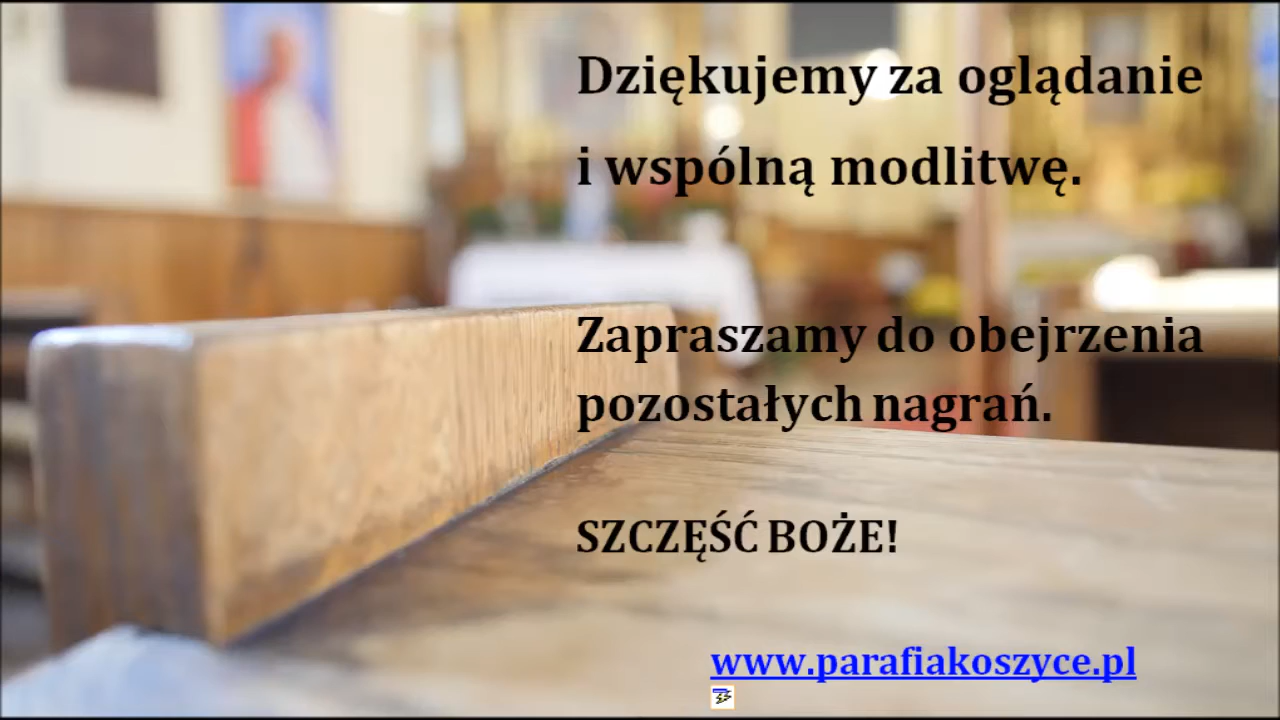 Dziękujemy za oglądanie
i wspólną modlitwę.
Zapraszamy do obejrzenia
pozostałych nagrań.
SZCZĘŚĆ BOŻE!
www.parafiakoszyce.pl